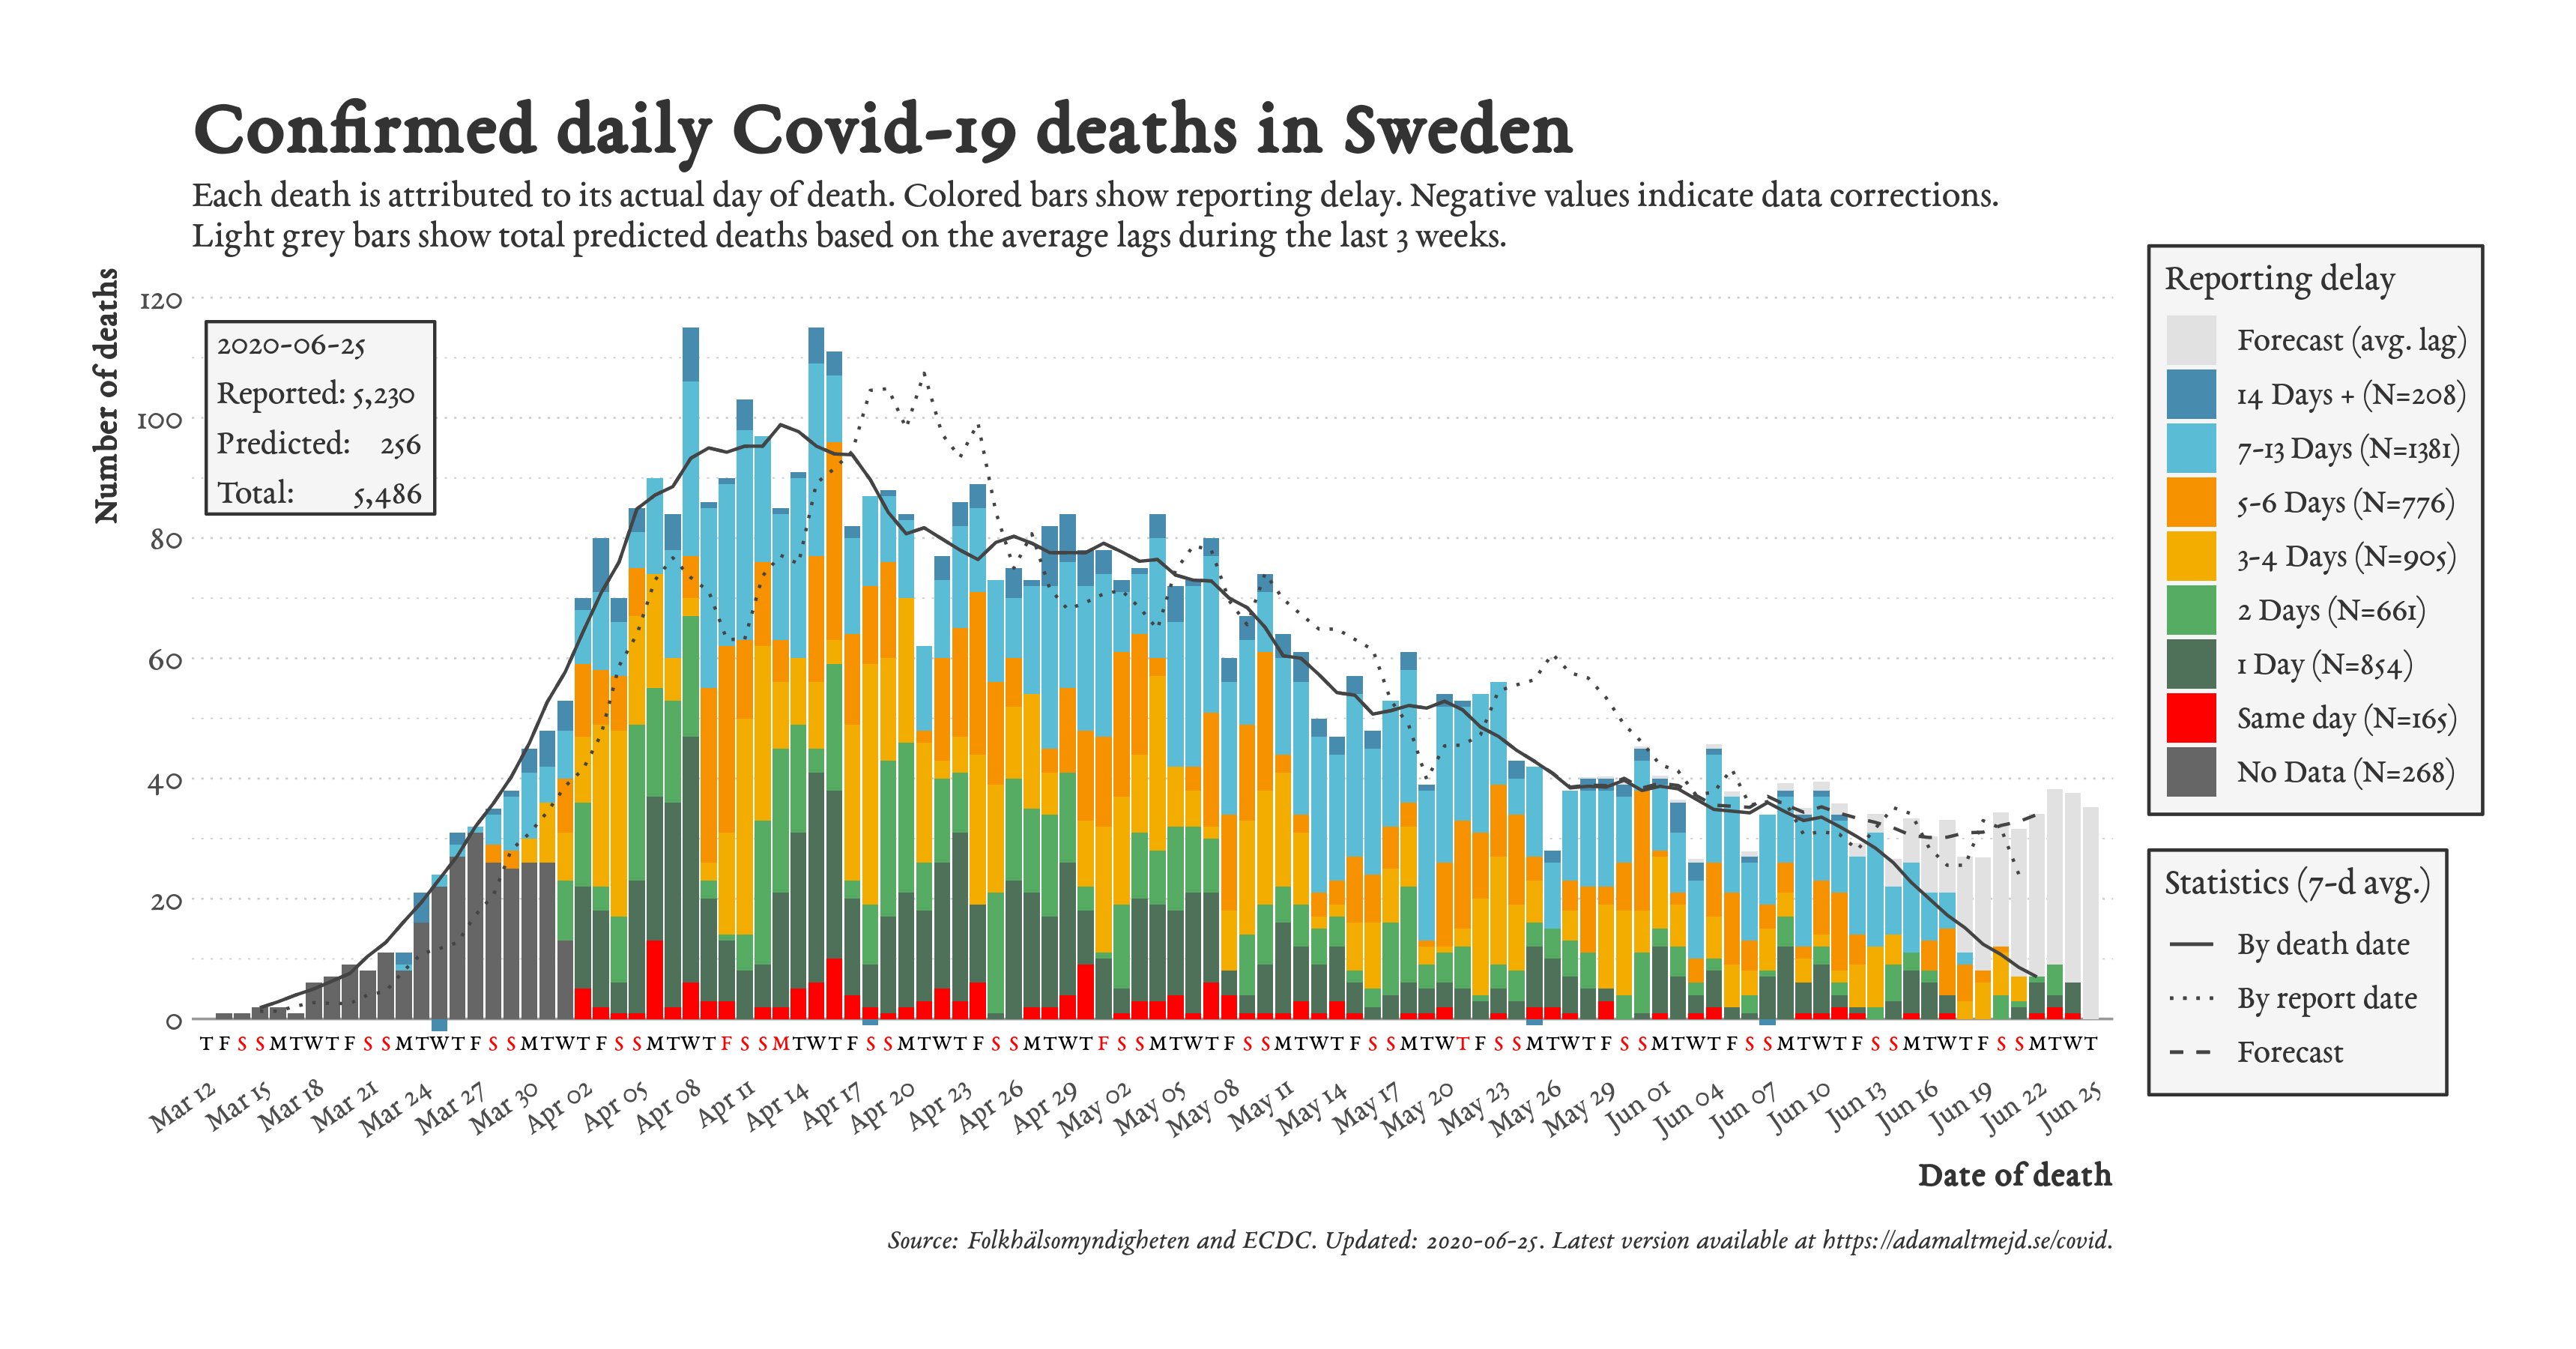 Confirmed daily Covid-19 deaths in Sweden
Each death is attributed to its actual day of death. Colored bars show reporting delay. Negative values indicate data corrections.
Light grey bars show total predicted deaths based on the average lags during the last 3 weeks.
Number of deaths
120
100
80
60
40
20
0
2020-06-25
Reported: 5,230
Predicted: 256
Total: 5,486
T F S S M T W T F S S M T W T F S S M T W T F S S M T W T F S S M T W T F S S M T W T F S S M T W T F S S M T W T F S S M T W T F S S M T W T F S S M T W T F S S M T W T F S S M T W T F S S M T W T F S S M T W T
Mar 12 Mar 15 Mar 18 Mar 21 Mar 24 Mar 27 Mar 30 Apr 02 Apr 05 Apr 08 Apr 11 Apr 14 Apr 17 Apr 20 Apr 23 Apr 26 Apr 29 May 02 May 05 May 08 May 11 May 14 May 17 May 20 May 23 May 26 May 29 Jun 01 Jun 04 Jun 07 Jun 10 Jun 13 Jun 16 Jun 19 Jun 22 Jun 25
Date of death
Reporting delay
Forecast (avg. lag)
14 Days + (N=208)
7-13 Days (N=1381)
5-6 Days (N=776)
3-4 Days (N=905)
2 Days (N=661)
1 Day (N=854)
Same day (N=165)
No Data (N=268)
Statistics (7-d avg.)
By death date
By report date
Forecast
Source: Folkhälsomyndigheten and ECDC. Updated: 2020-06-25. Latest version available at https://adamaltmejd.se/covid.